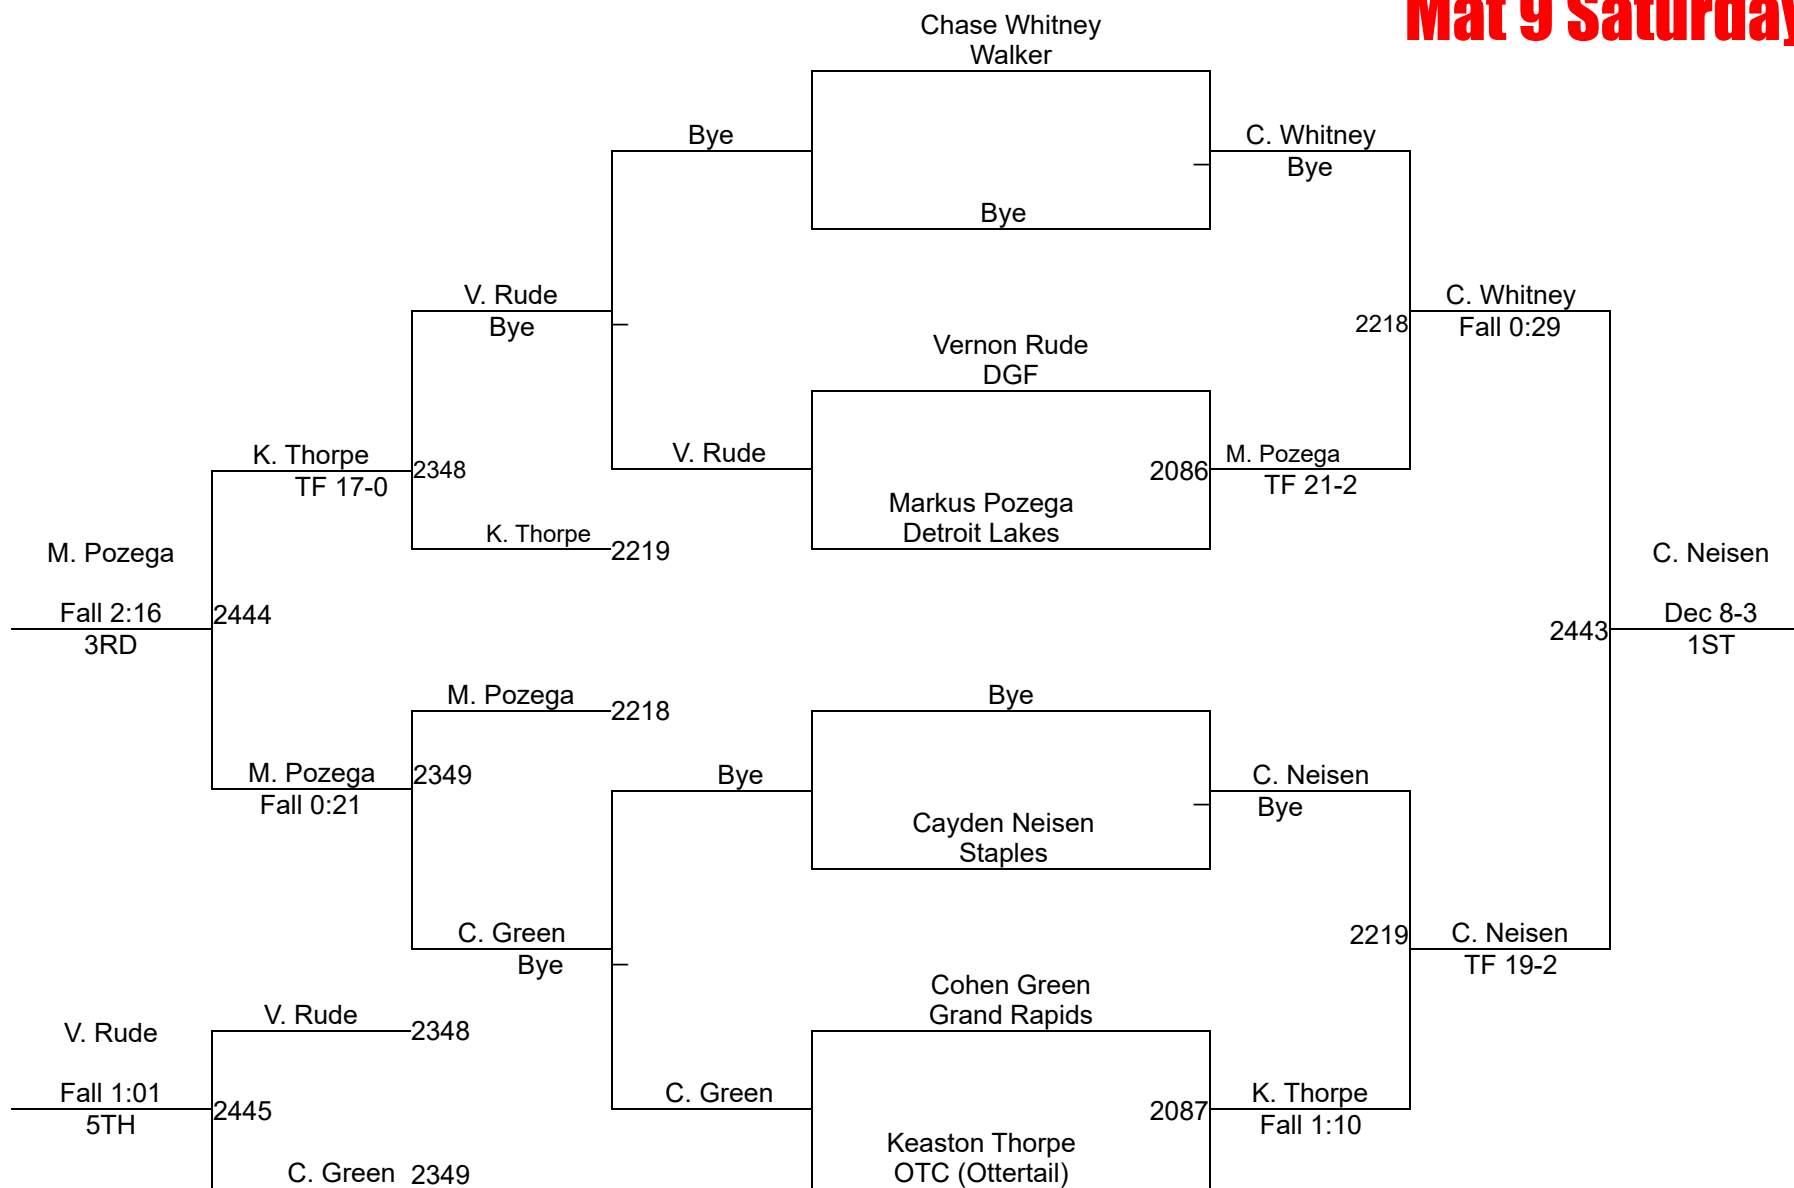 Mat 9 Saturday
Chase Whitney
Walker
Bye
C. Whitney
Bye
Bye
V. Rude
Bye
C. Whitney
Fall 0:29
2218
Vernon Rude
DGF
K. Thorpe
TF 17-0
2348
V. Rude
2086
M. Pozega
TF 21-2
Markus Pozega
Detroit Lakes
K. Thorpe
2219
M. Pozega
Fall 2:16
3RD
2444
C. Neisen
Dec 8-3
1ST
2443
M. Pozega
2218
Bye
M. Pozega
Fall 0:21
2349
Bye
C. Neisen
Bye
Cayden Neisen
Staples
C. Green
Bye
2219
C. Neisen
TF 19-2
Cohen Green
Grand Rapids
V. Rude
2348
V. Rude
Fall 1:01
5TH
2445
C. Green
2087
K. Thorpe
Fall 1:10
Keaston Thorpe
OTC (Ottertail)
C. Green
2349